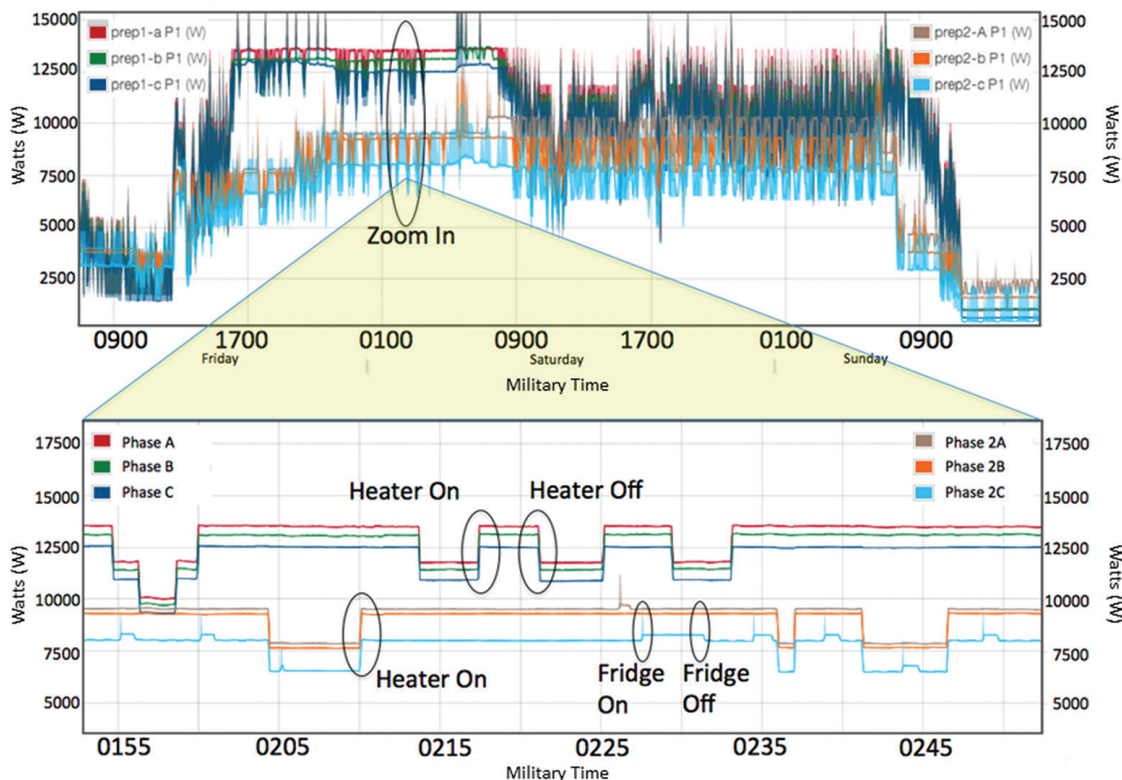 15000
12500
10000
7500
5000
2500
Watts (W)
prep1-a P1 (W)
prep1-b P1 (W)
prep1-c P1 (W)
prep2-A P1 (W)
prep2-b P1 (W)
prep2-c P1 (W)
15000
12500
10000
7500
5000
2500
Watts (W)
Zoom In
0900 1700 0100 0900 1700 0100 0900
Friday Saturday Sunday
Military Time
17500
15000
12500
10000
7500
5000
Watts (W)
Phase A
Phase B
Phase C
Phase 2A
Phase 2B
Phase 2C
17500
15000
12500
10000
7500
5000
Watts (W)
Heater On
Heater Off
Heater On
Fridge
On
Fridge
Off
0155 0205 0215 0225 0235 0245
Military Time